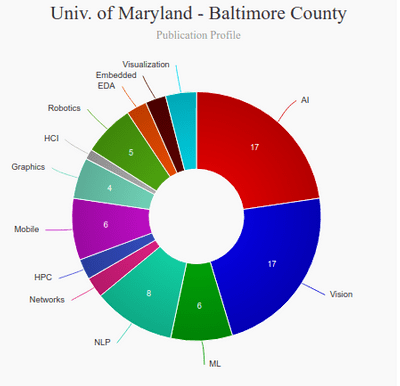 Univ. of Maryland - Baltimore County
Publication Profile
Visualization
Embedded
EDA
AI
Robotics
17
5
HCI
Graphics
4
Mobile
6
17
HPC
Networks
Vision
8
6
NLP
ML